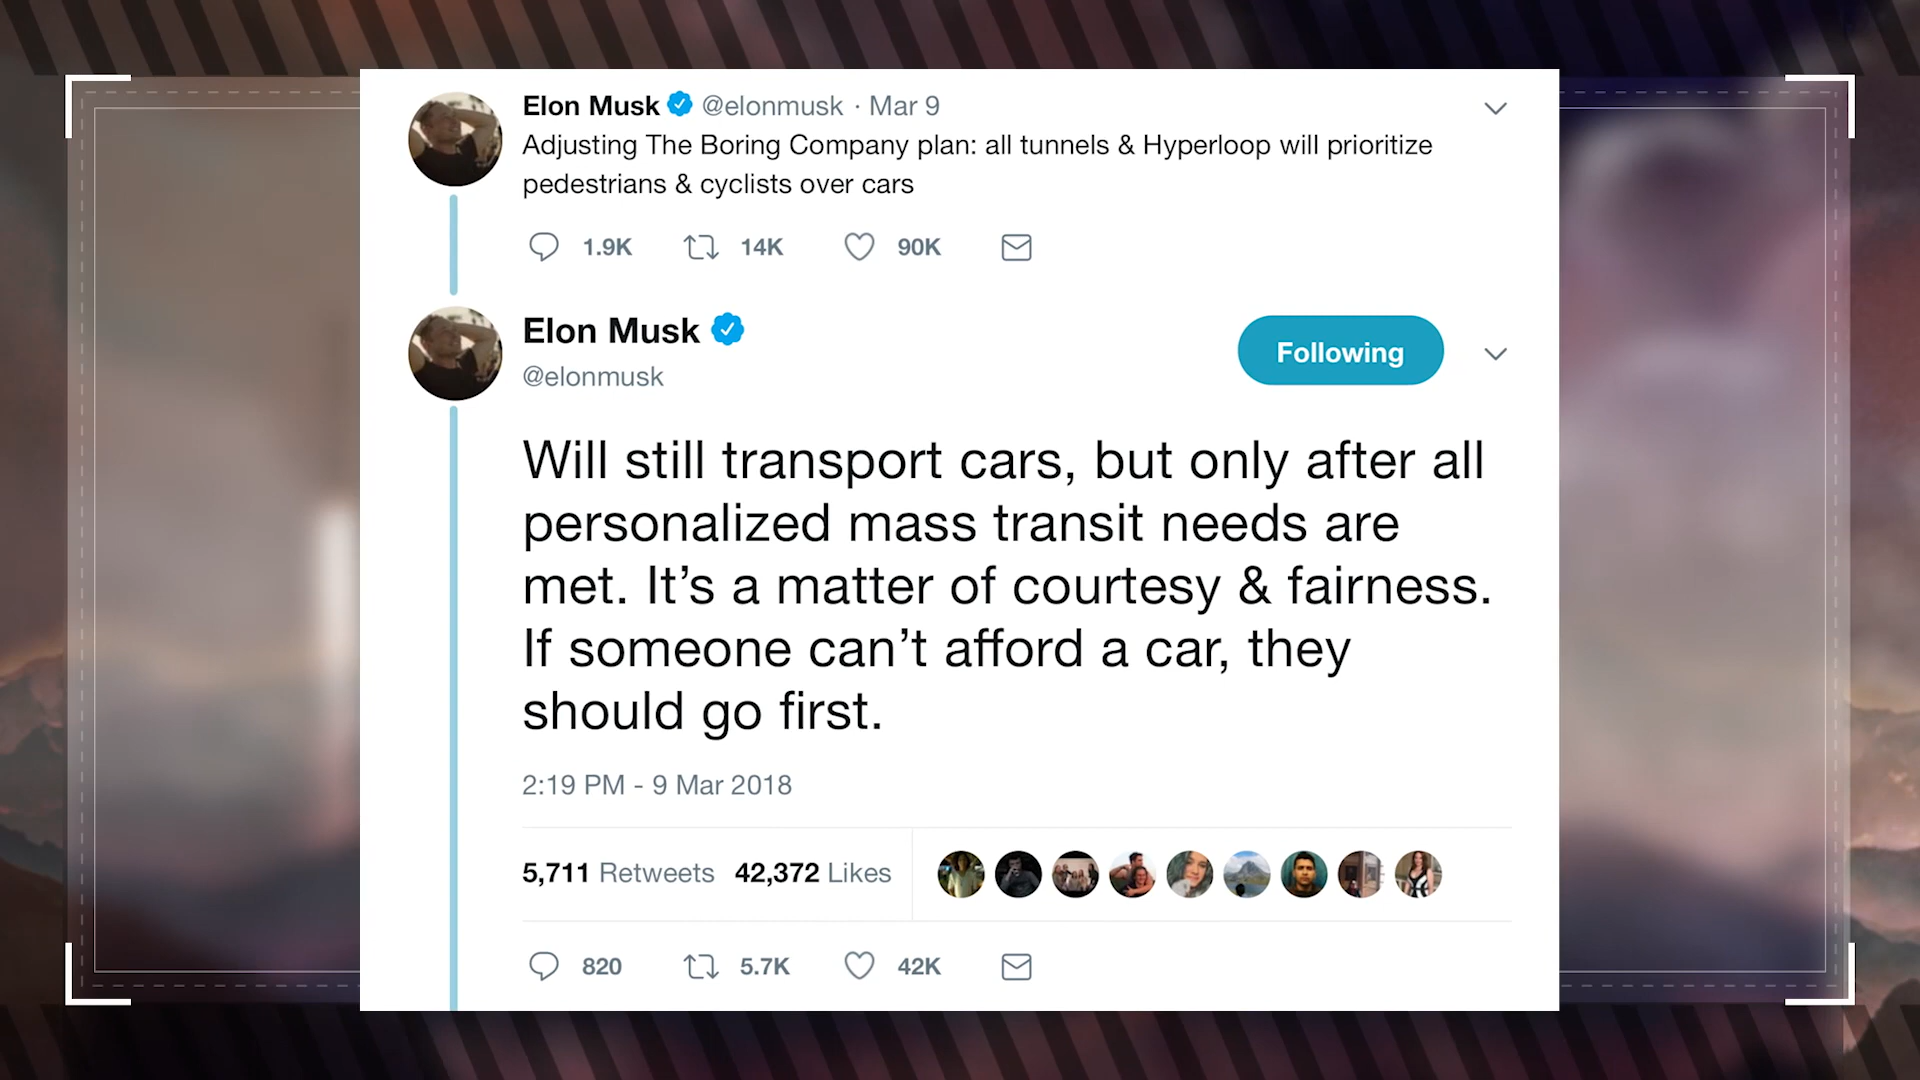 Elon Musk @elonmusk · Mar 9
Adjusting The Boring Company plan: all tunnels & Hyperloop will prioritize
pedestrians & cyclists over cars
1.9K 14K 90K
Elon Musk
@elonmusk
Following
Will still transport cars, but only after all
personalized mass transit needs are
met. It’s a matter of courtesy & fairness.
If someone can’t afford a car, they
should go first.
2:19 PM - 9 Mar 2018
5,711 Retweets 42,372 Likes
820 5.7K 42K